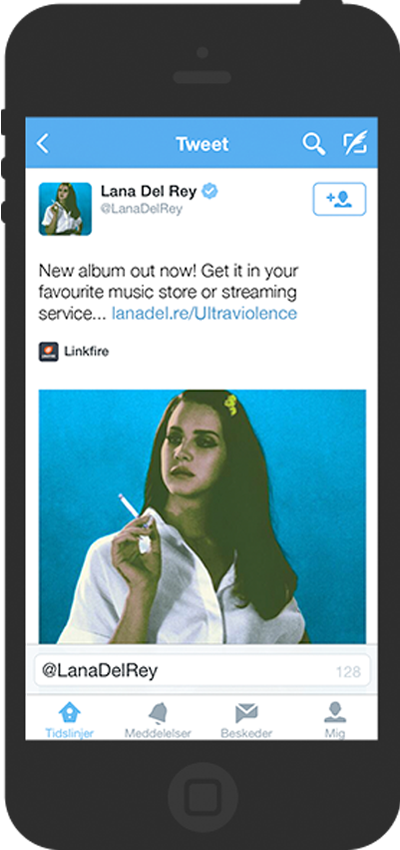 Tweet
Lana Del Rey
@LanaDelRey
New album out now! Get it in your
favourite music store or streaming
service... lanadel.re/Ultraviolence
Linkfire
@LanaDelRey 128
Tidslinjer Meddelelser Beskeder Mig